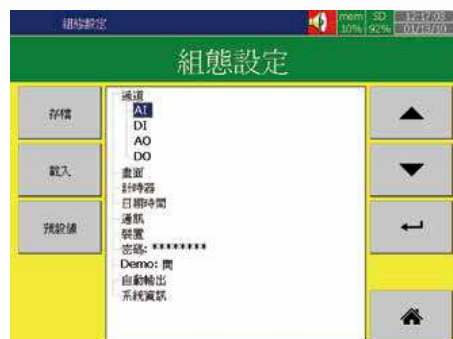 組態設定
mem 10%
SD 92%
組態設定
存檔
載入
預設值
通道
AI
DI
AO
DO
畫面
計時器
日期時間
通訊
裝置
密碼: ********
Demo: 關
自動輸出
系統資訊